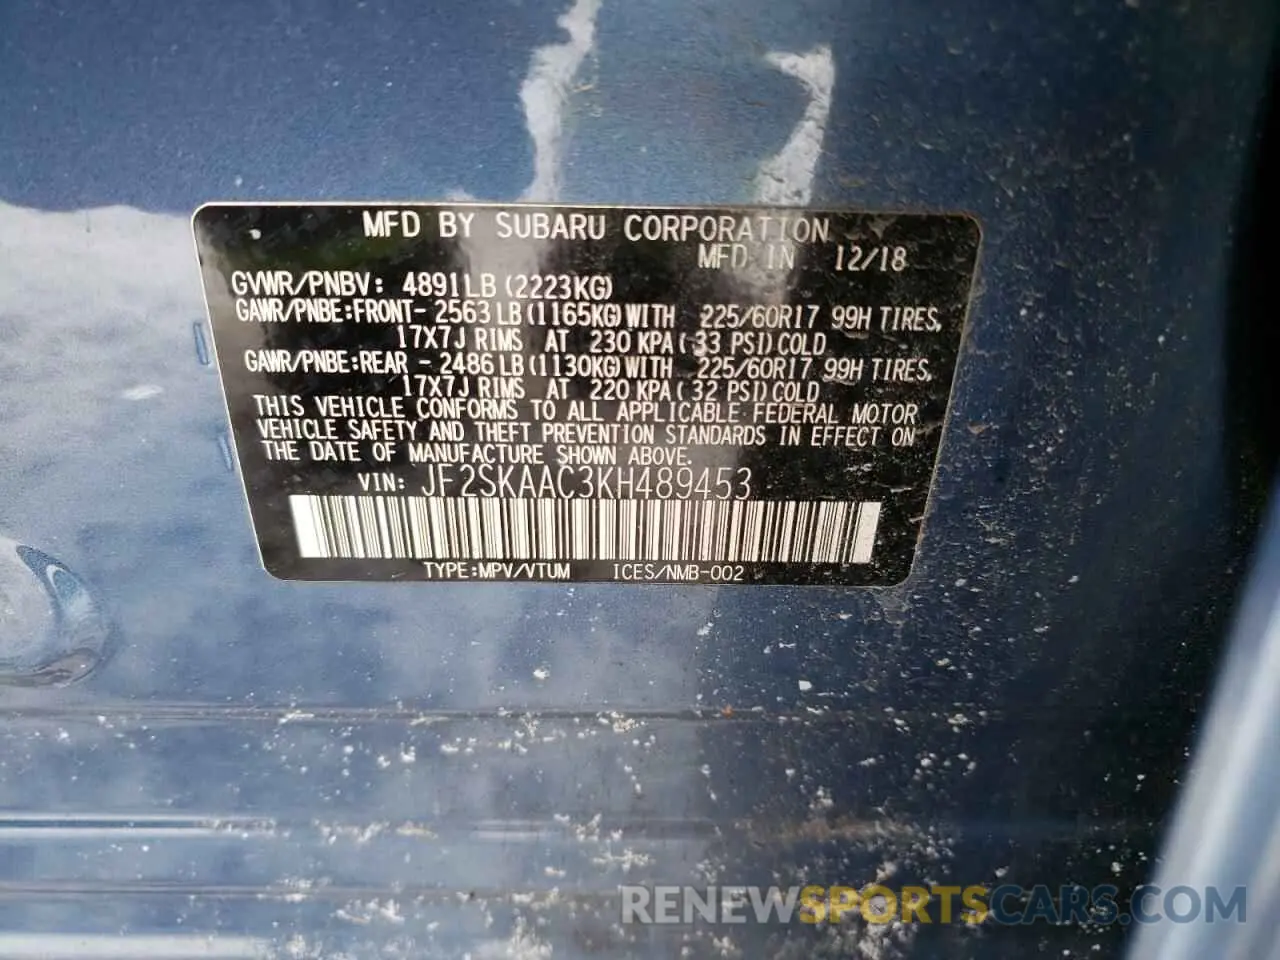 MFD BY SUBARU CORPORATION
MFD IN 12/18
GVWR/PNBV: 4891LB(2223KG)
GAWR/PNBE:FRONT- 2563LB(1165KG)WITH 225/60R17 99H TIRES,
17X7J RIMS AT 230 KPA(33 PSI)COLD
GAWR/PNBE:REAR - 2486LB(1130KG)WITH 225/60R17 99H TIRES,
17X7J RIMS AT 220 KPA(32 PSI)COLD
THIS VEHICLE CONFORMS TO ALL APPLICABLE FEDERAL MOTOR
VEHICLE SAFETY AND THEFT PREVENTION STANDARDS IN EFFECT ON
THE DATE OF MANUFACTURE SHOWN ABOVE.
VIN: JF2SKAAC3KH489453
TYPE:MPV/VTUM ICES/NMB-002
RENEWSPORTSCARS.COM